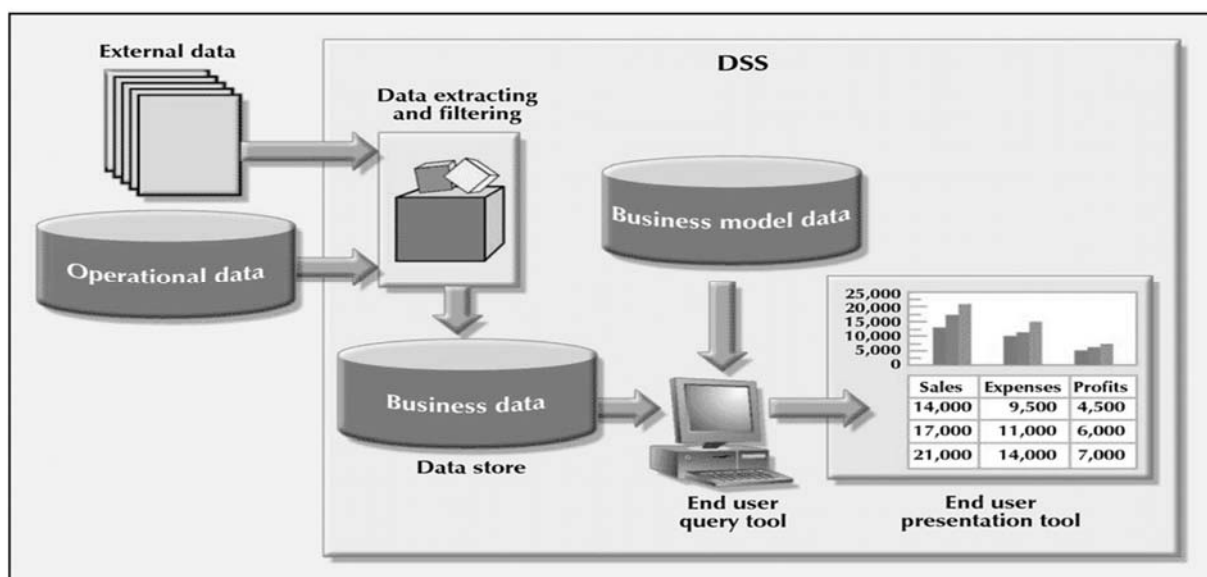 External data
DSS
Data extracting
and filtering
Operational data
Business model data
Business data
Data store
End user
query tool
25,000
20,000
15,000
10,000
5,000
0
Sales Expenses Profits
14,000 9,500 4,500
17,000 11,000 6,000
21,000 14,000 7,000
End user
presentation tool